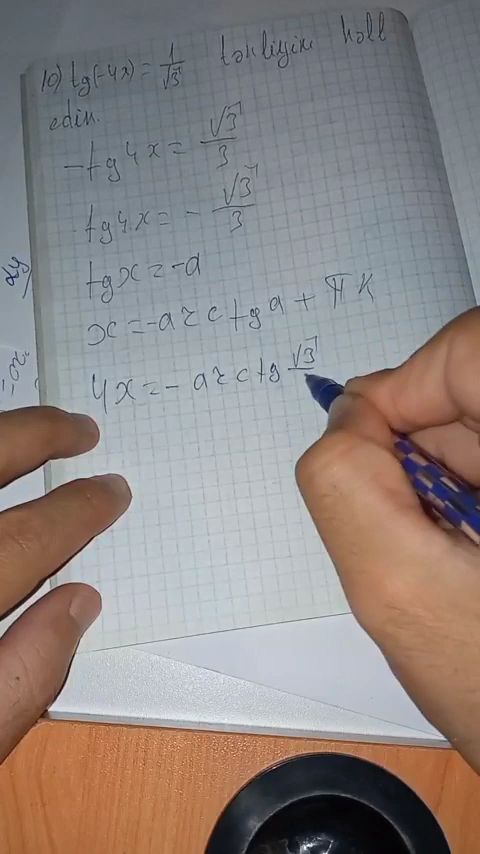 10) tg(-4x) = 1/√3 tənliyini həll
edin.
-tg4x = √3/3
tg4x = - √3/3
tgx = -a
x = -arctga + πk
4x = - arctg √3